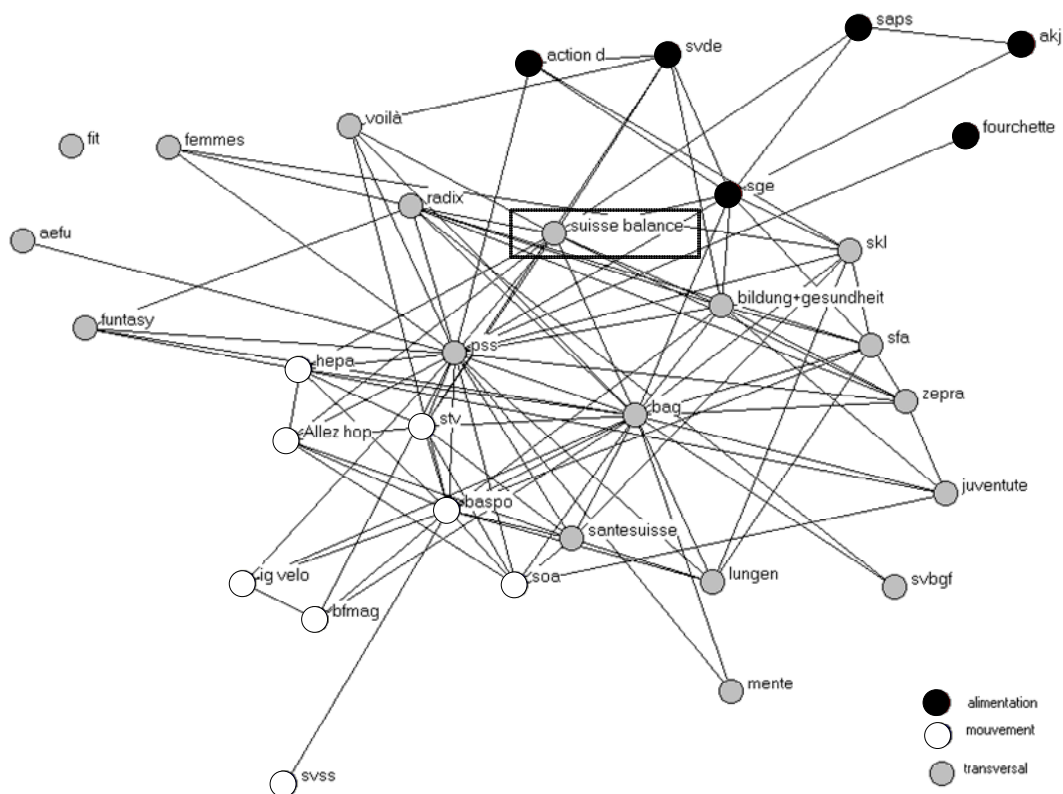 saps
akj
svde
action d
voilà
fourchette
fit
femmes
sge
radix
suisse balance
aefu
skl
bildung+gesundheit
funtasy
sfa
pss
hepa
zepra
bag
stv
Allez hop
juventute
baspo
santesuisse
ig velo
soa
lungen
svbgf
bfmag
mente
alimentation
mouvement
transversal
svss